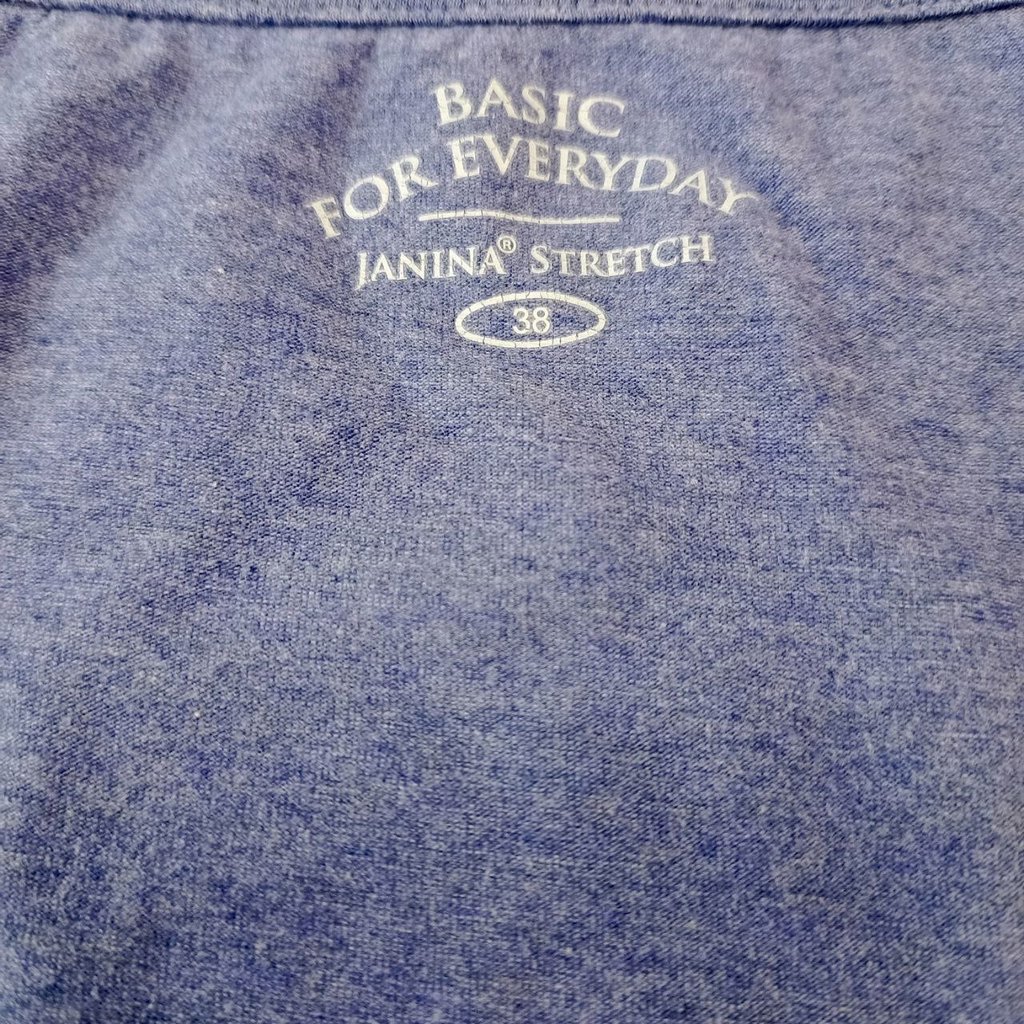 BASIC
FOR EVERYDAY
JANINA® STRETCH
38